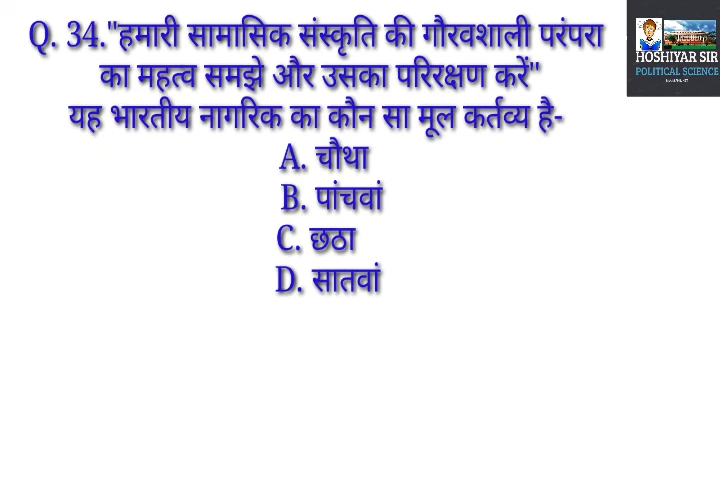 Q. 34."हमारी सामासिक संस्कृति की गौरवशाली परंपरा
का महत्व समझे और उसका परिरक्षण करें"
यह भारतीय नागरिक का कौन सा मूल कर्तव्य है-
A. चौथा
B. पांचवां
C. छठा
D. सातवां
HOSHIYAR SIR
POLITICAL SCIENCE